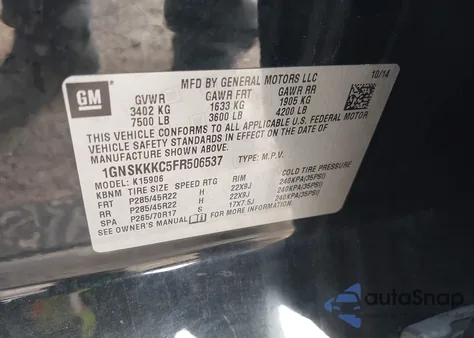 GM
MFD BY GENERAL MOTORS LLC
10/14
GVWR GAWR FRT GAWR RR
3402 KG 1633 KG 1905 KG
7500 LB 3600 LB 4200 LB
THIS VEHICLE CONFORMS TO ALL APPLICABLE
U.S. FEDERAL MOTOR VEHICLE SAFETY AND THEFT
PREVENTION STANDARDS IN EFFECT ON THE DATE OF
MANUFACTURE SHOWN ABOVE.
1GNSKKKC5FR506537 TYPE: M.P.V.
MODEL: K15906
KBNM TIRE SIZE SPEED RTG RIM COLD TIRE PRESSURE
FRT P285/45R22 H 22X9J 240KPA(35PSI)
RR P285/45R22 H 22X9J 240KPA(35PSI)
SPA P265/70R17 17X7.5J 240KPA(35PSI)
SEE OWNER'S MANUAL FOR MORE INFORMATION.
autoSnap